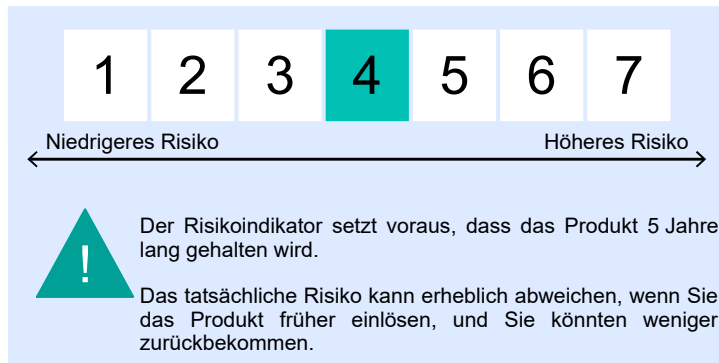 1 2 3 4 5 6 7
Niedrigeres Risiko Höheres Risiko
!
Der Risikoindikator setzt voraus, dass das Produkt 5 Jahre
lang gehalten wird.
Das tatsächliche Risiko kann erheblich abweichen, wenn Sie
das Produkt früher einlösen, und Sie könnten weniger
zurückbekommen.